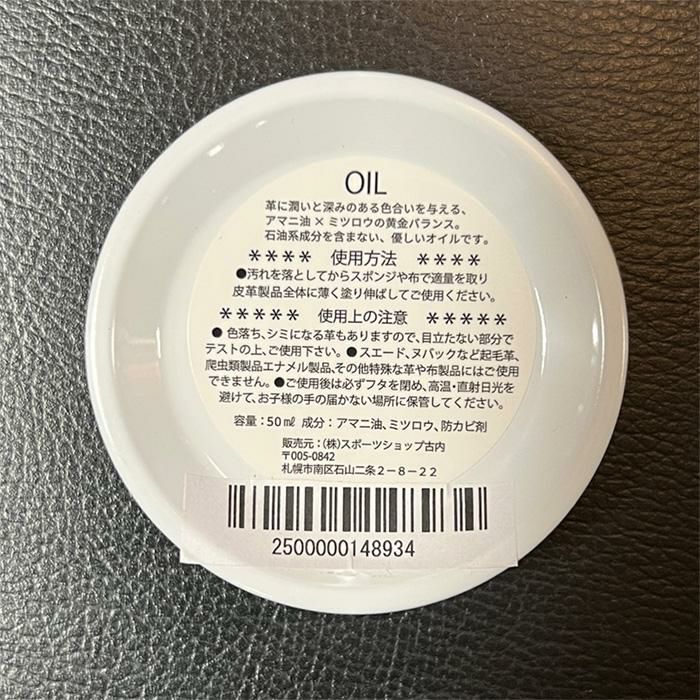 OIL
革に潤いと深みのある色合いを与える、
アマニ油×ミツロウの黄金バランス。
石油系成分を含まない、優しいオイルです。
＊＊＊＊ 使用方法 ＊＊＊＊
●汚れを落としてからスポンジや布で適量を取り
皮革製品全体に薄く塗り伸ばしてご使用ください。
＊＊＊＊＊ 使用上の注意 ＊＊＊＊＊
● 色落ち、シミになる革もありますので、目立たない部分で
テストの上、ご使用下さい。●スエード、ヌバックなど起毛革、
爬虫類製品エナメル製品、その他特殊な革や布製品にはご使用
できません。●ご使用後は必ずフタを閉め、高温・直射日光を
避けて、お子様の手の届かない場所に保管してください。
容量：50㎖ 成分：アマニ油、ミツロウ、防カビ剤
販売元：(株)スポーツショップ古内
〒005-0842
札幌市南区石山二条２－８－２２
2500000148934